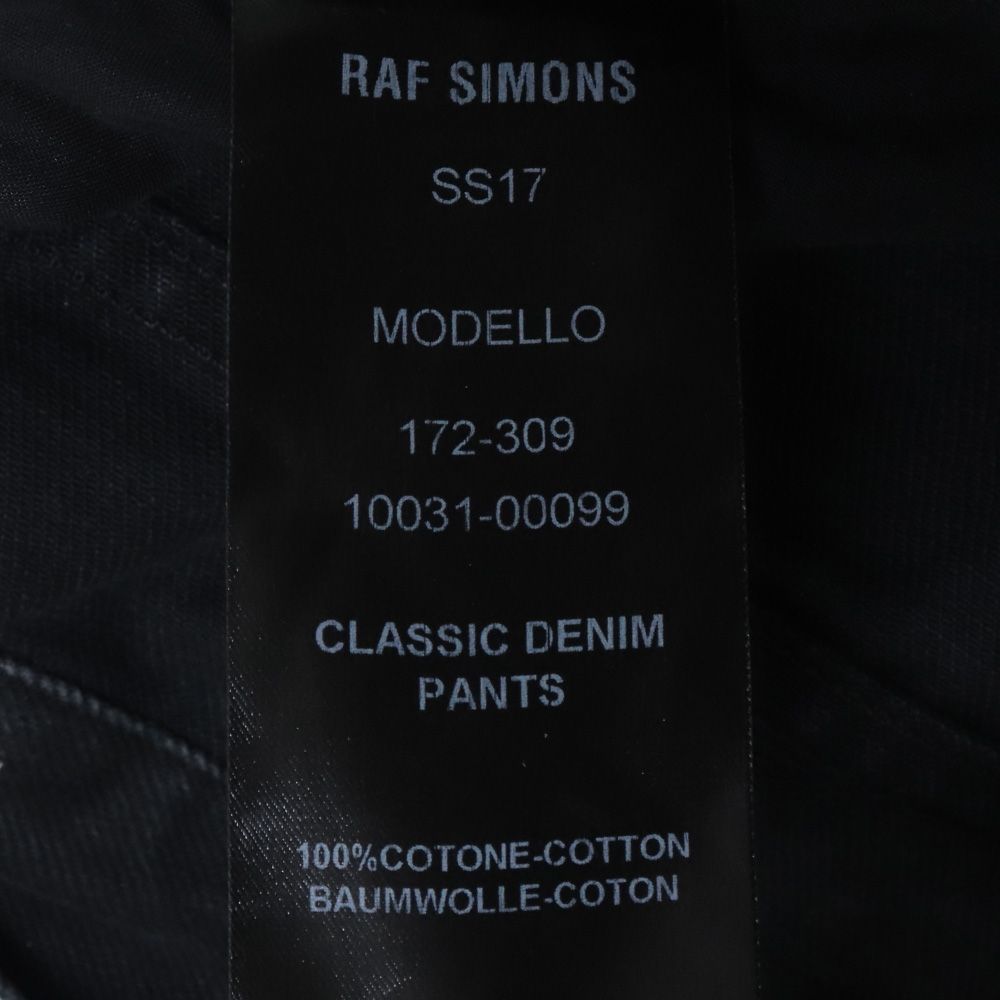 RAF SIMONS
SS17
MODELLO
172-309
10031-00099
CLASSIC DENIM
PANTS
100%COTONE-COTTON
BAUMWOLLE-COTON